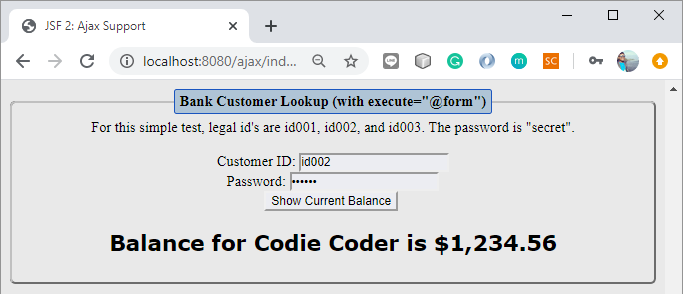 JSF 2: Ajax Support
localhost:8080/ajax/ind...
SC
Bank Customer Lookup (with execute="@form")
For this simple test, legal id's are id001, id002, and id003. The password is "secret".
Customer ID: id002
Password: ••••••
Show Current Balance
Balance for Codie Coder is $1,234.56